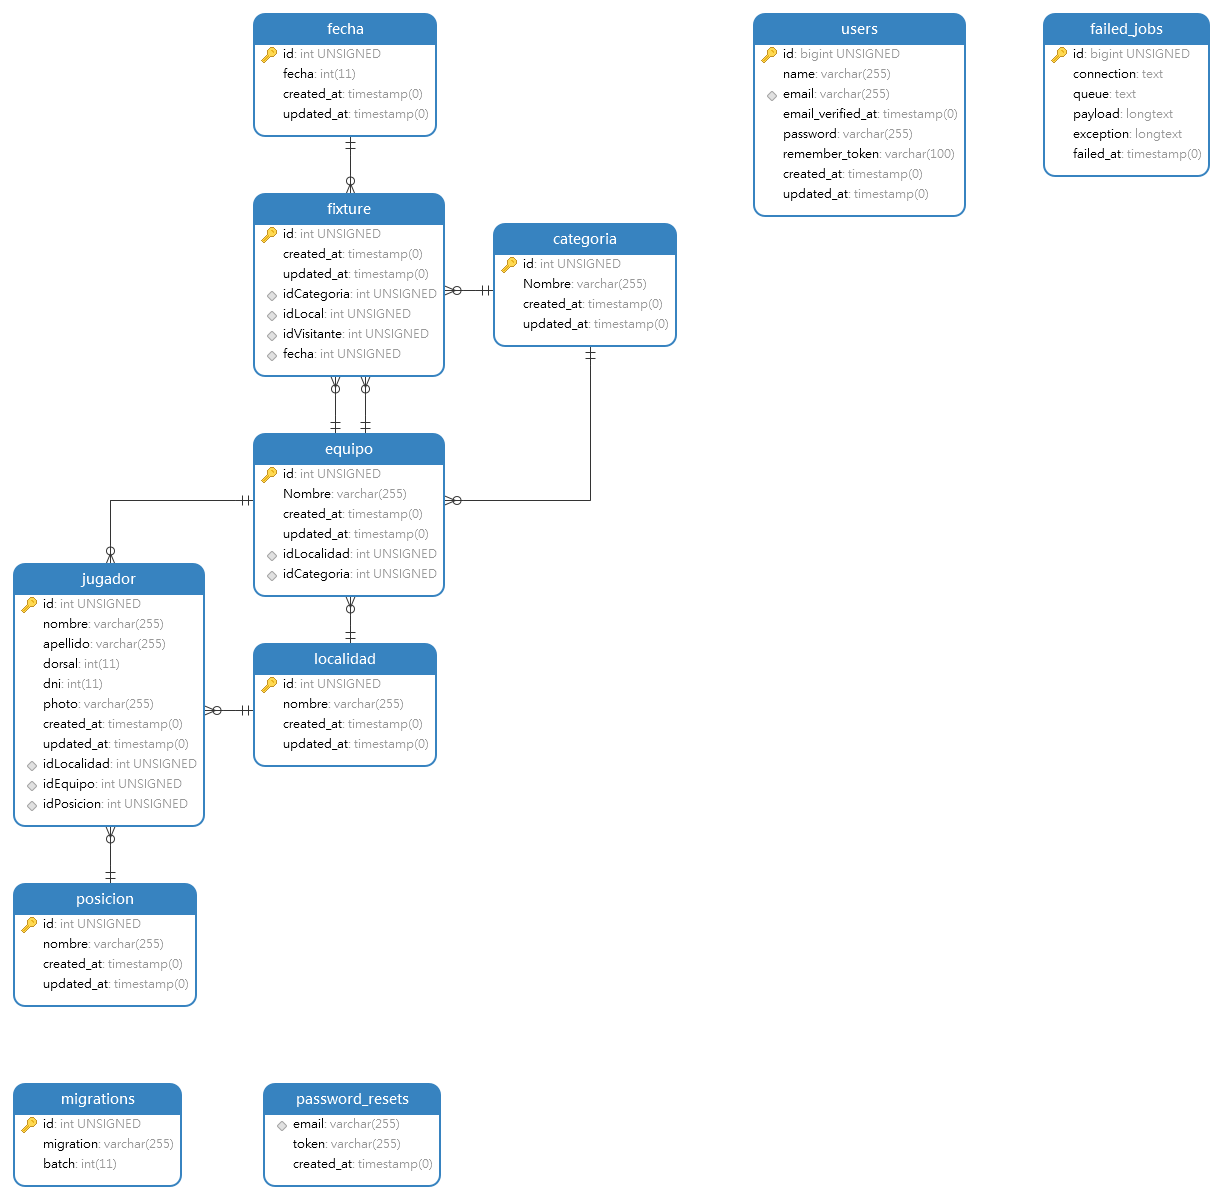 fecha
id: int UNSIGNED
fecha: int(11)
created_at: timestamp(0)
updated_at: timestamp(0)
users
id: bigint UNSIGNED
name: varchar(255)
email: varchar(255)
email_verified_at: timestamp(0)
password: varchar(255)
remember_token: varchar(100)
created_at: timestamp(0)
updated_at: timestamp(0)
failed_jobs
id: bigint UNSIGNED
connection: text
queue: text
payload: longtext
exception: longtext
failed_at: timestamp(0)
fixture
id: int UNSIGNED
created_at: timestamp(0)
updated_at: timestamp(0)
idCategoria: int UNSIGNED
idLocal: int UNSIGNED
idVisitante: int UNSIGNED
fecha: int UNSIGNED
categoria
id: int UNSIGNED
Nombre: varchar(255)
created_at: timestamp(0)
updated_at: timestamp(0)
equipo
id: int UNSIGNED
Nombre: varchar(255)
created_at: timestamp(0)
updated_at: timestamp(0)
idLocalidad: int UNSIGNED
idCategoria: int UNSIGNED
jugador
id: int UNSIGNED
nombre: varchar(255)
apellido: varchar(255)
dorsal: int(11)
dni: int(11)
photo: varchar(255)
created_at: timestamp(0)
updated_at: timestamp(0)
idLocalidad: int UNSIGNED
idEquipo: int UNSIGNED
idPosicion: int UNSIGNED
localidad
id: int UNSIGNED
nombre: varchar(255)
created_at: timestamp(0)
updated_at: timestamp(0)
posicion
id: int UNSIGNED
nombre: varchar(255)
created_at: timestamp(0)
updated_at: timestamp(0)
migrations
id: int UNSIGNED
migration: varchar(255)
batch: int(11)
password_resets
email: varchar(255)
token: varchar(255)
created_at: timestamp(0)